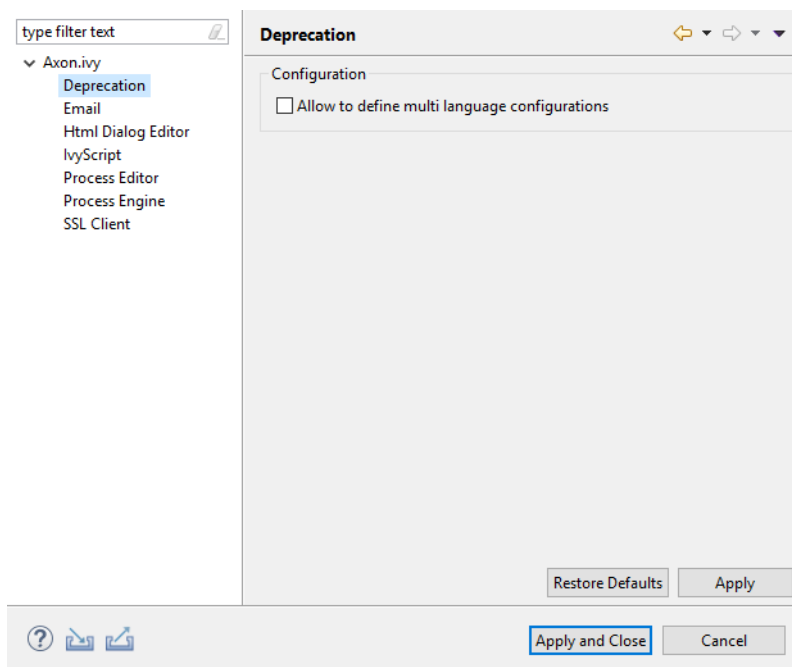 type filter text
Axon.ivy
Deprecation
Email
Html Dialog Editor
IvyScript
Process Editor
Process Engine
SSL Client
Deprecation
Configuration
Allow to define multi language configurations
Restore Defaults
Apply
Apply and Close
Cancel